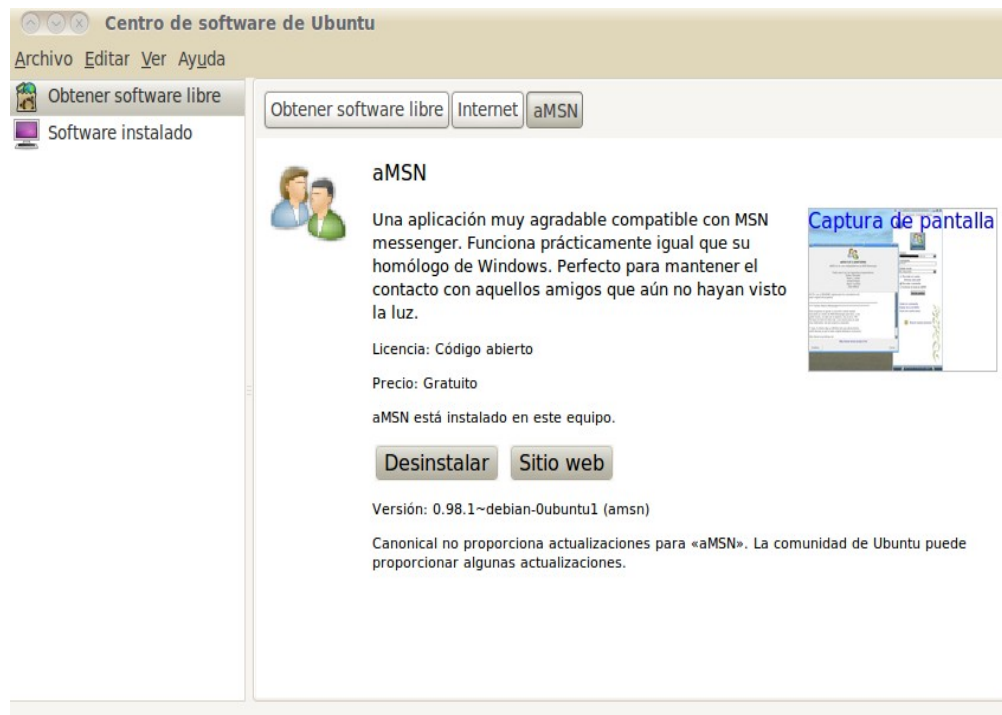 Centro de software de Ubuntu
Archivo Editar Ver Ayuda
Obtener software libre
Software instalado
Obtener software libre Internet aMSN
aMSN
Una aplicación muy agradable compatible con MSN
messenger. Funciona prácticamente igual que su
homólogo de Windows. Perfecto para mantener el
contacto con aquellos amigos que aún no hayan visto
la luz.
Captura de pantalla
Licencia: Código abierto
Precio: Gratuito
aMSN está instalado en este equipo.
Desinstalar Sitio web
Versión: 0.98.1~debian-0ubuntu1 (amsn)
Canonical no proporciona actualizaciones para «aMSN». La comunidad de Ubuntu puede
proporcionar algunas actualizaciones.